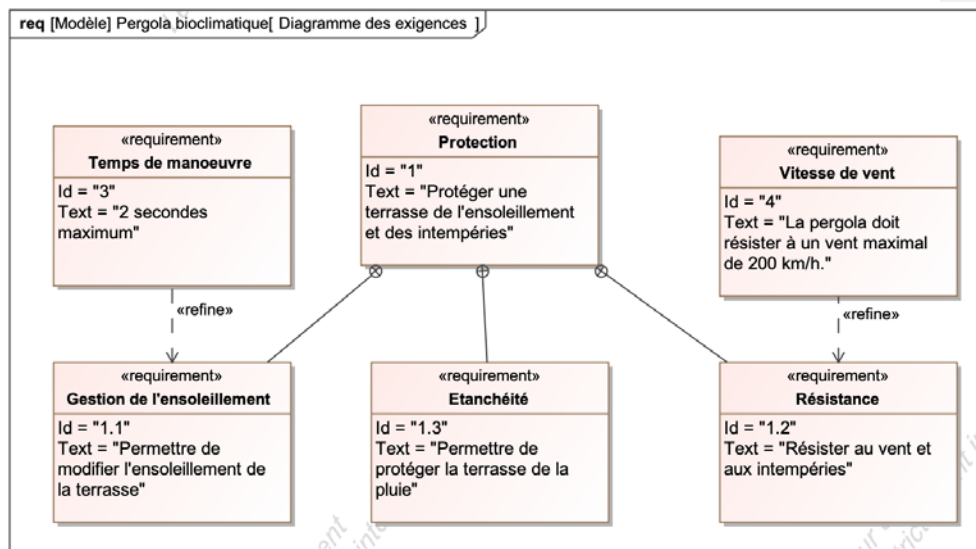 req [Modèle] Pergola bioclimatique[ Diagramme des exigences ]
«requirement»
Temps de manoeuvre
Id = "3"
Text = "2 secondes
maximum"
«requirement»
Protection
Id = "1"
Text = "Protéger une
terrasse de l'ensoleillement
et des intempéries"
«requirement»
Vitesse de vent
Id = "4"
Text = "La pergola doit
résister à un vent maximal
de 200 km/h."
«refine»
«refine»
«requirement»
Gestion de l'ensoleillement
Id = "1.1"
Text = "Permettre de
modifier l'ensoleillement de
la terrasse"
«requirement»
Etanchéité
Id = "1.3"
Text = "Permettre de
protéger la terrasse de la
pluie"
«requirement»
Résistance
Id = "1.2"
Text = "Résister au vent et
aux intempéries"